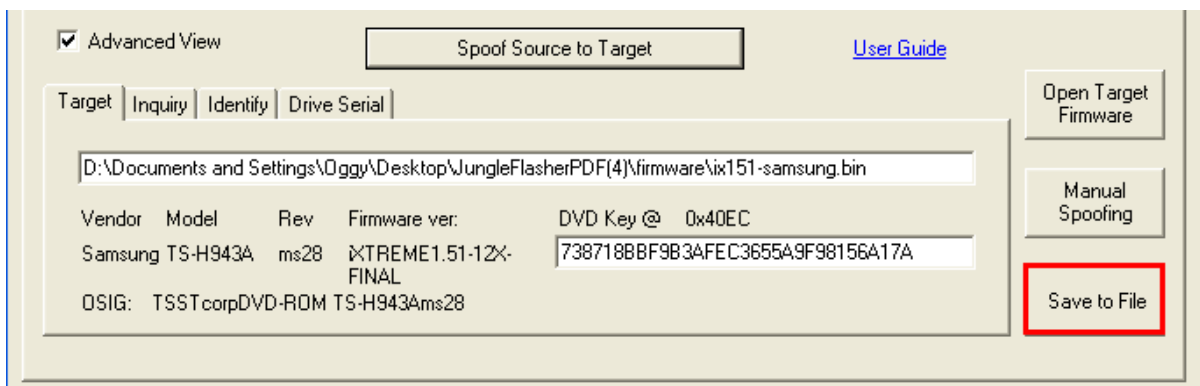 Advanced View
Spoof Source to Target
User Guide
Open Target
Firmware
Target
Inquiry
Identify
Drive Serial
D:\Documents and Settings\Oggy\Desktop\JungleFlasherPDF(4)\firmware\ix151-samsung.bin
Manual
Spoofing
Vendor Model Rev Firmware ver: DVD Key @ 0x40EC
Samsung TS-H943A ms28 iXTREME1.51-12X-
FINAL
738718BBF9B3AFEC3655A9F98156A17A
OSIG: TSSTcorpDVD-ROM TS-H943Ams28
Save to File